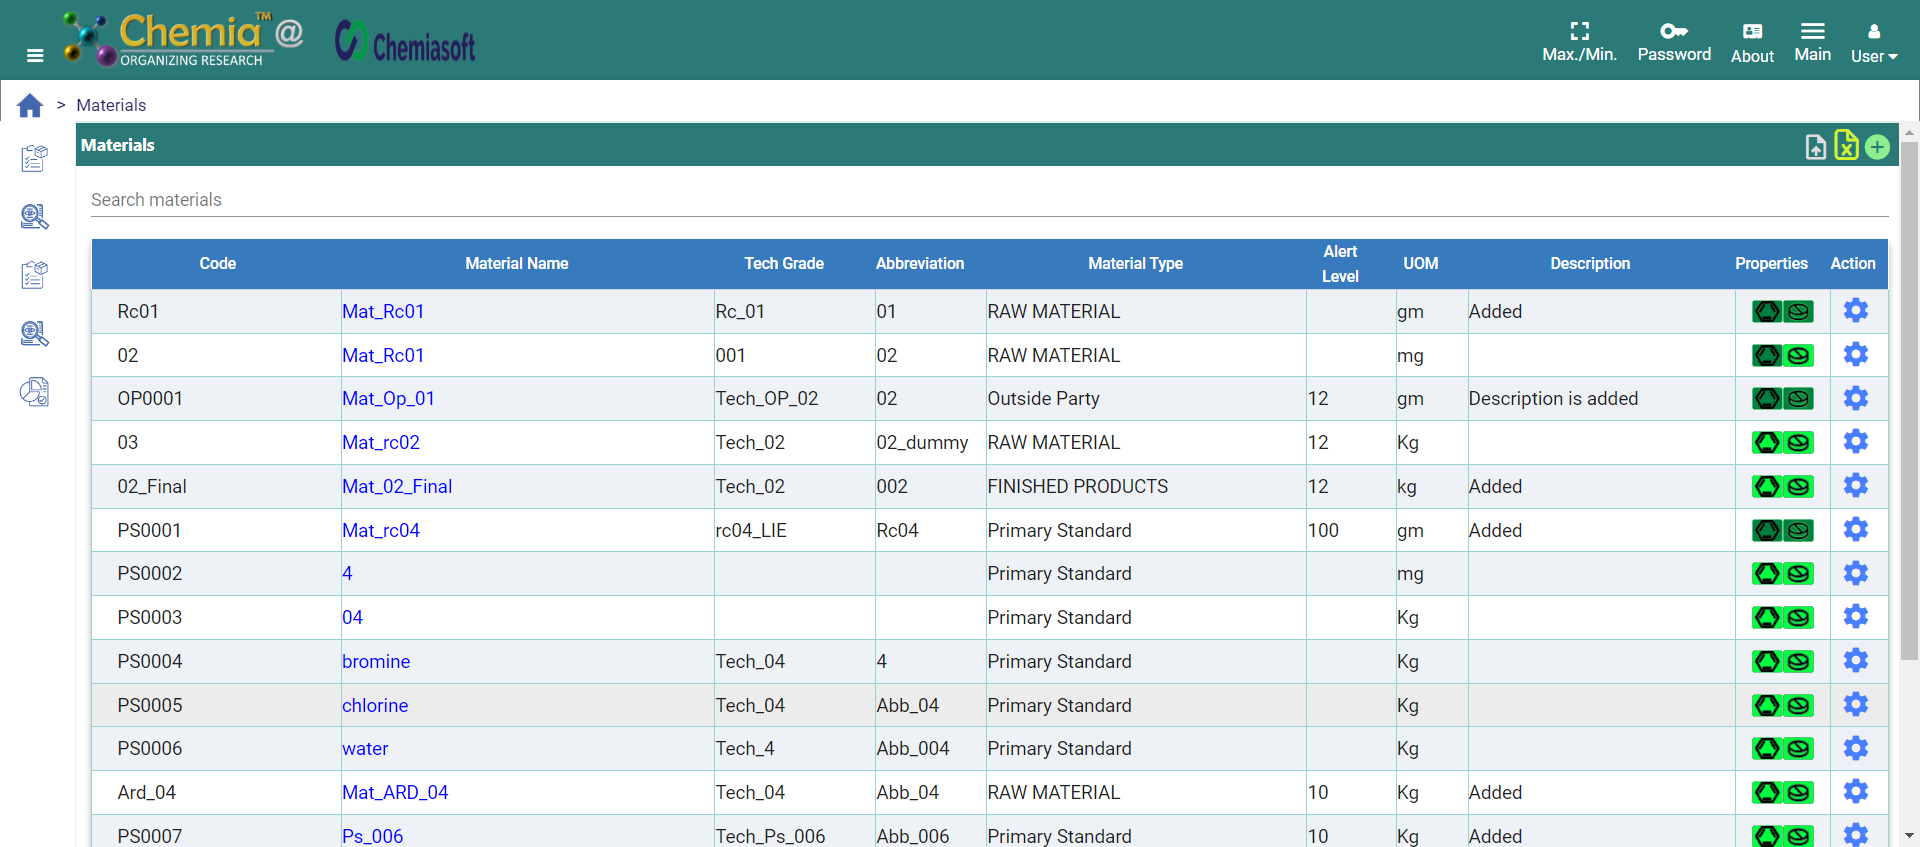 Chemia™@
ORGANIZING RESEARCH
Chemiasoft
Max./Min. Password About Main User
> Materials
Materials
Search materials
Code Material Name Tech Grade Abbreviation Material Type Alert Level UOM Description Properties Action
Rc01 Mat_Rc01 Rc_01 01 RAW MATERIAL gm Added
02 Mat_Rc01 001 02 RAW MATERIAL mg
OP0001 Mat_Op_01 Tech_OP_02 02 Outside Party 12 gm Description is added
03 Mat_rc02 Tech_02 02_dummy RAW MATERIAL 12 Kg
02_Final Mat_02_Final Tech_02 002 FINISHED PRODUCTS 12 kg Added
PS0001 Mat_rc04 rc04_LIE Rc04 Primary Standard 100 gm Added
PS0002 4 Primary Standard mg
PS0003 04 Primary Standard Kg
PS0004 bromine Tech_04 4 Primary Standard Kg
PS0005 chlorine Tech_04 Abb_04 Primary Standard Kg
PS0006 water Tech_4 Abb_004 Primary Standard Kg
Ard_04 Mat_ARD_04 Tech_04 Abb_04 RAW MATERIAL 10 Kg Added
PS0007 Ps_006 Tech_Ps_006 Abb_006 Primary Standard 10 Kg Added